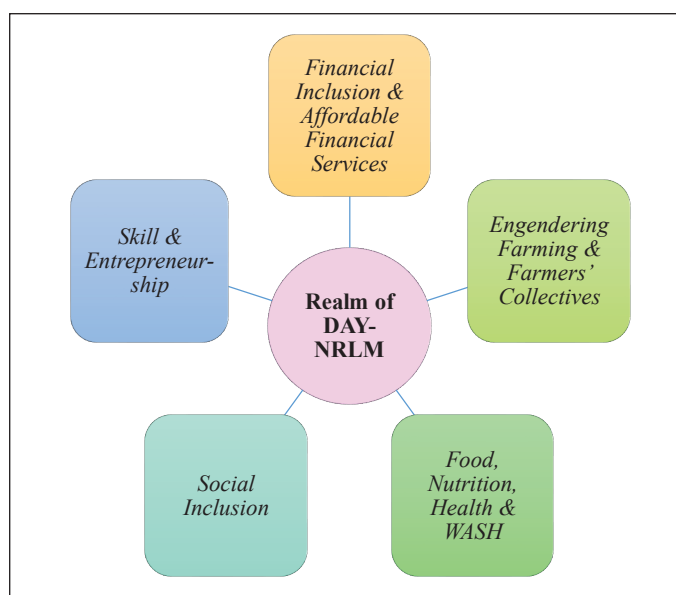 Financial
Inclusion &
Affordable
Financial
Services
Skill &
Entrepreneur-
ship
Engendering
Farming &
Farmers’
Collectives
Realm of
DAY-
NRLM
Social
Inclusion
Food,
Nutrition,
Health &
WASH